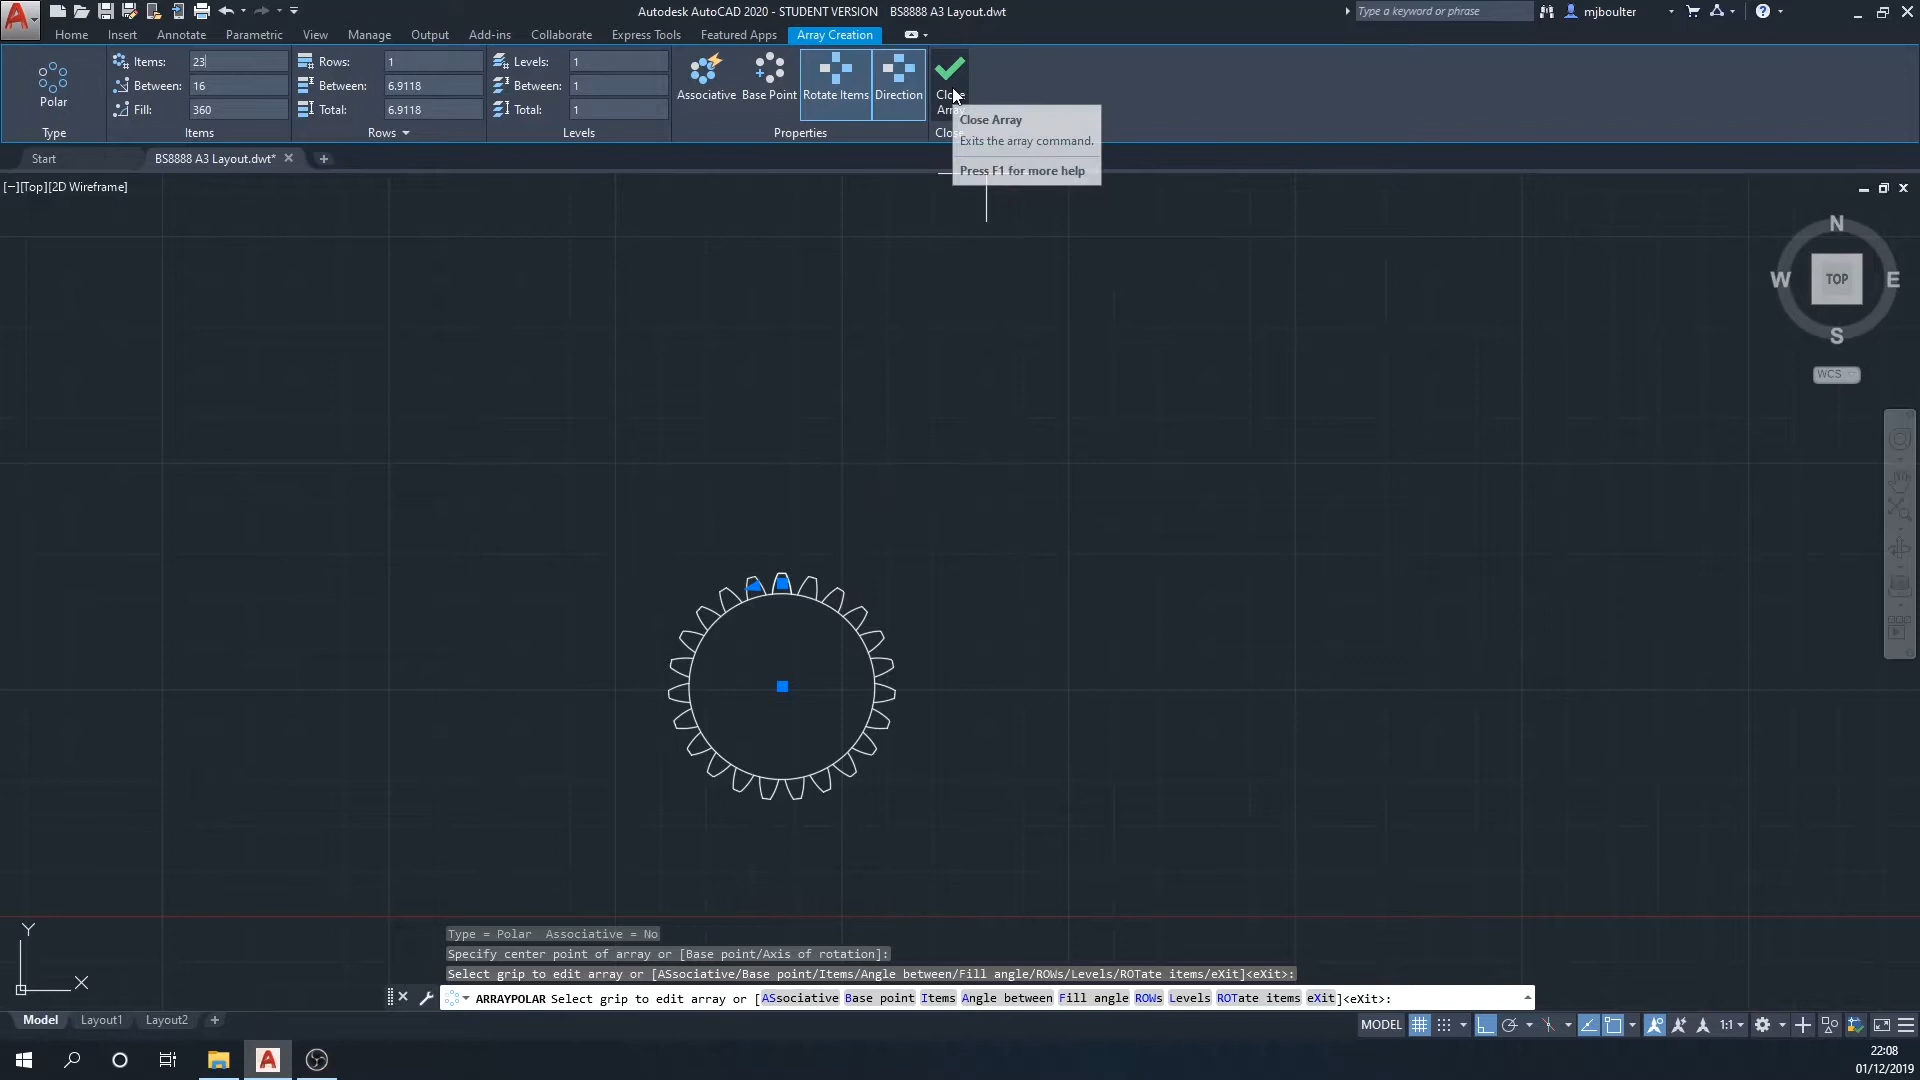 Autodesk AutoCAD 2020 - STUDENT VERSION BS8888 A3 Layout.dwt
Type a keyword or phrase
mjboulter
Home Insert Annotate Parametric View Manage Output Add-ins Collaborate Express Tools Featured Apps Array Creation
Polar
Type
Items: 23
Between: 16
Fill: 360
Items
Rows: 1
Between: 6.9118
Total: 6.9118
Rows
Levels: 1
Between: 1
Total: 1
Levels
Associative Base Point Rotate Items Direction
Properties
Close
Array
Close
Close Array
Exits the array command.
Press F1 for more help
Start BS8888 A3 Layout.dwt*
[−][Top][2D Wireframe]
N
W TOP E
S
WCS
Y
X
Type = Polar Associative = No
Specify center point of array or [Base point/Axis of rotation]:
Select grip to edit array or [ASsociative/Base point/Items/Angle between/Fill angle/ROWs/Levels/ROTate items/eXit]<eXit>:
ARRAYPOLAR Select grip to edit array or [ASsociative Base point Items Angle between Fill angle ROWs Levels ROTate items eXit]<eXit>:
Model Layout1 Layout2
MODEL 1:1
22:08
01/12/2019